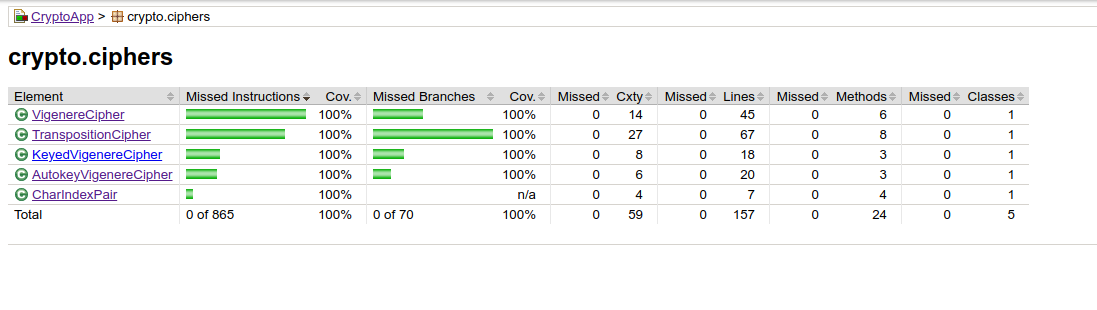 CryptoApp > crypto.ciphers
crypto.ciphers
Element Missed Instructions Cov. Missed Branches Cov. Missed Cxty Missed Lines Missed Methods Missed Classes
VigenereCipher 100% 100% 0 14 0 45 0 6 0 1
TranspositionCipher 100% 100% 0 27 0 67 0 8 0 1
KeyedVigenereCipher 100% 100% 0 8 0 18 0 3 0 1
AutokeyVigenereCipher 100% 100% 0 6 0 20 0 3 0 1
CharIndexPair 100% n/a 0 4 0 7 0 4 0 1
Total 0 of 865 100% 0 of 70 100% 0 59 0 157 0 24 0 5